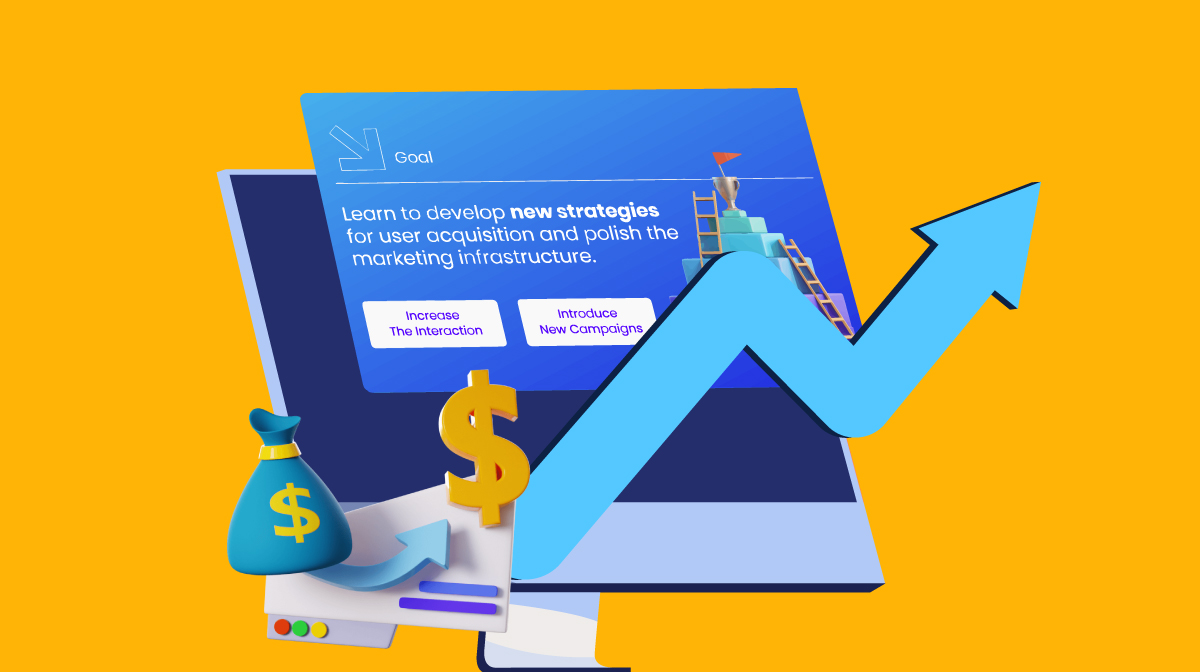 Goal
Learn to develop new strategies
for user acquisition and polish the
marketing infrastructure.
Increase
The Interaction
Introduce
New Campaigns
$
$